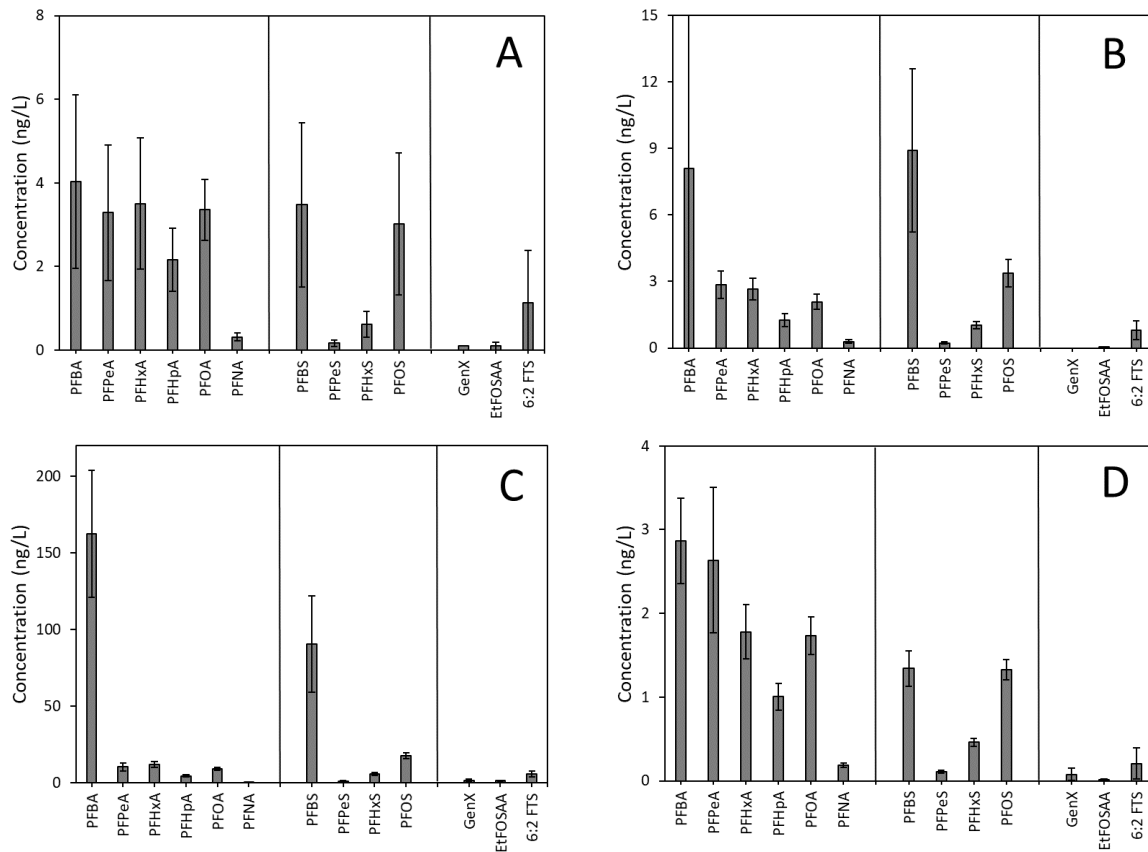 A
Concentration (ng/L)
8
6
4
2
0
PFBA
PFPeA
PFHxA
PFHpA
PFOA
PFNA
PFBS
PFPeS
PFHxS
PFOS
GenX
EtFOSAA
6:2 FTS
B
Concentration (ng/L)
15
12
9
6
3
0
PFBA
PFPeA
PFHxA
PFHpA
PFOA
PFNA
PFBS
PFPeS
PFHxS
PFOS
GenX
EtFOSAA
6:2 FTS
C
Concentration (ng/L)
200
150
100
50
0
PFBA
PFPeA
PFHxA
PFHpA
PFOA
PFNA
PFBS
PFPeS
PFHxS
PFOS
GenX
EtFOSAA
6:2 FTS
D
Concentration (ng/L)
4
3
2
1
0
PFBA
PFPeA
PFHxA
PFHpA
PFOA
PFNA
PFBS
PFPeS
PFHxS
PFOS
GenX
EtFOSAA
6:2 FTS